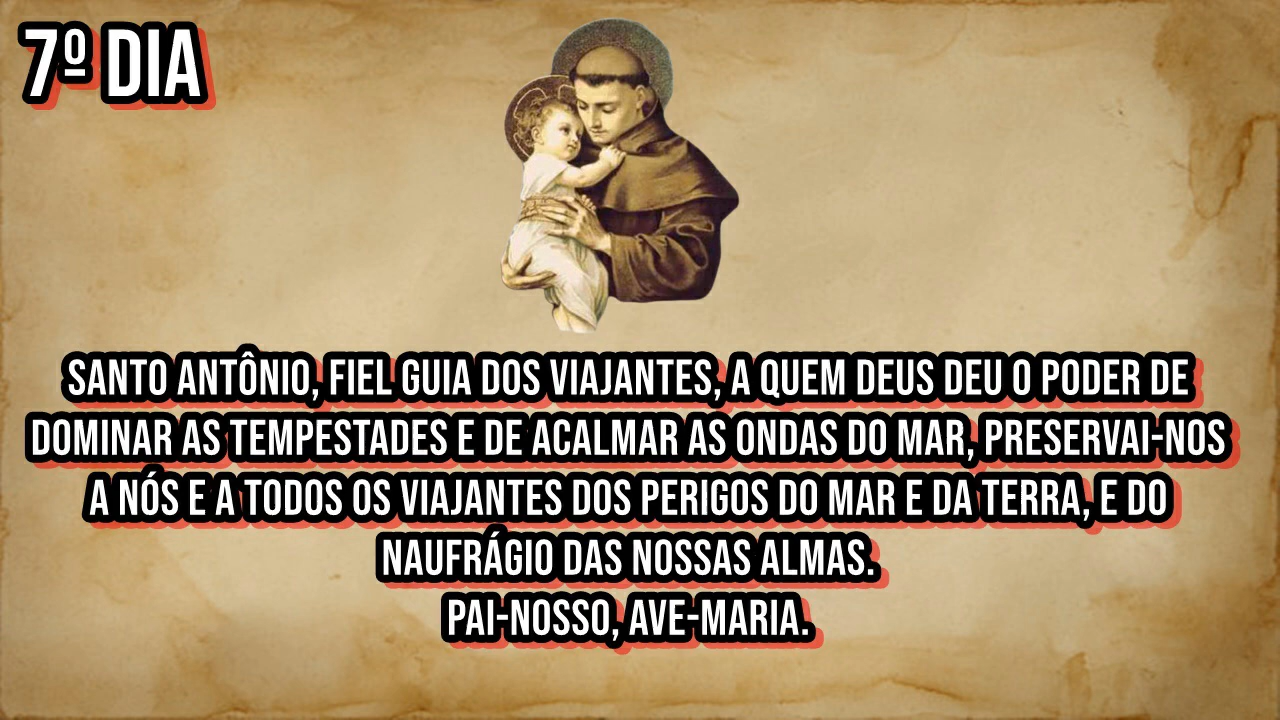 7º DIA
SANTO ANTÔNIO, FIEL GUIA DOS VIAJANTES, A QUEM DEUS DEU O PODER DE
DOMINAR AS TEMPESTADES E DE ACALMAR AS ONDAS DO MAR, PRESERVAI-NOS
A NÓS E A TODOS OS VIAJANTES DOS PERIGOS DO MAR E DA TERRA, E DO
NAUFRÁGIO DAS NOSSAS ALMAS.
PAI-NOSSO, AVE-MARIA.